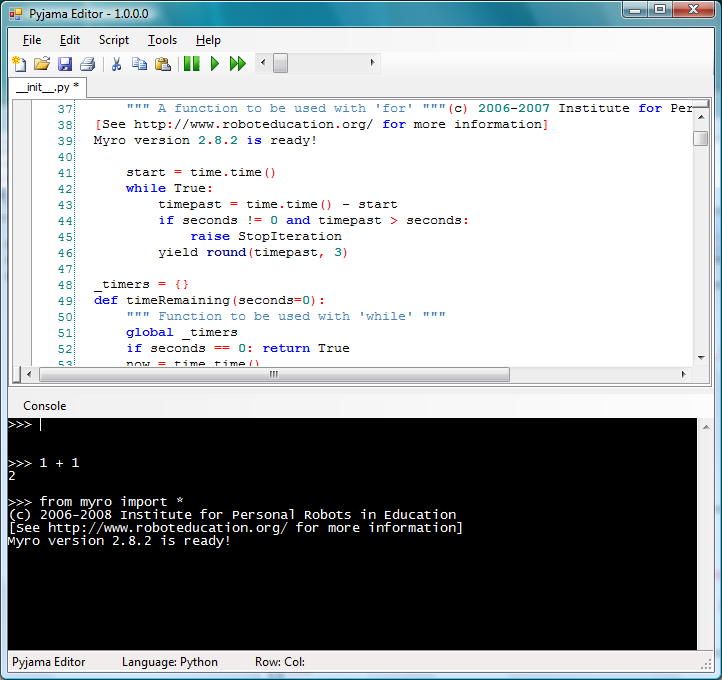 Pyjama Editor - 1.0.0.0
File Edit Script Tools Help
__init__.py *
37 """ A function to be used with 'for' """(c) 2006-2007 Institute for Per
38 [See http://www.roboteducation.org/ for more information]
39 Myro version 2.8.2 is ready!
40
41 start = time.time()
42 while True:
43 timepast = time.time() - start
44 if seconds != 0 and timepast > seconds:
45 raise StopIteration
46 yield round(timepast, 3)
47
48 _timers = {}
49 def timeRemaining(seconds=0):
50 """ Function to be used with 'while' """
51 global _timers
52 if seconds == 0: return True
53 now = time.time()
Console
>>>
>>> 1 + 1
2
>>> from myro import *
(c) 2006-2008 Institute for Personal Robots in Education
[See http://www.roboteducation.org/ for more information]
Myro version 2.8.2 is ready!
Pyjama Editor Language: Python Row: Col: